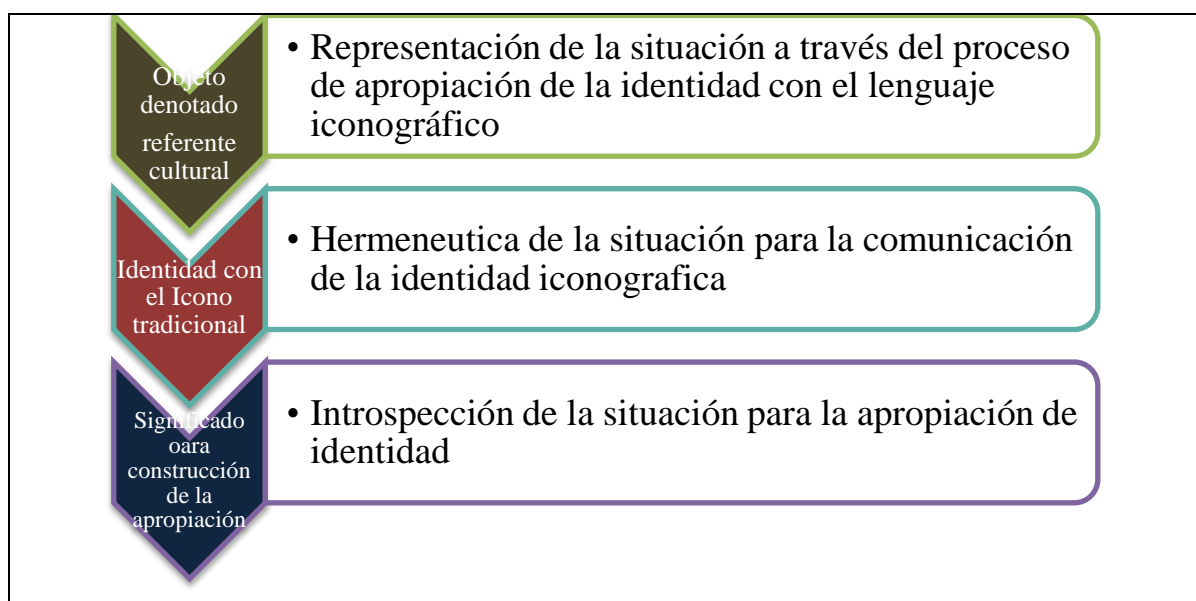 Objeto
denotado
referente
cultural
• Representación de la situación a través del proceso
de apropiación de la identidad con el lenguaje
iconográfico
Identidad con
el Icono
tradicional
• Hermeneutica de la situación para la comunicación
de la identidad iconografica
Significado
oara
construcción
de la
apropiación
• Introspección de la situación para la apropiación de
identidad